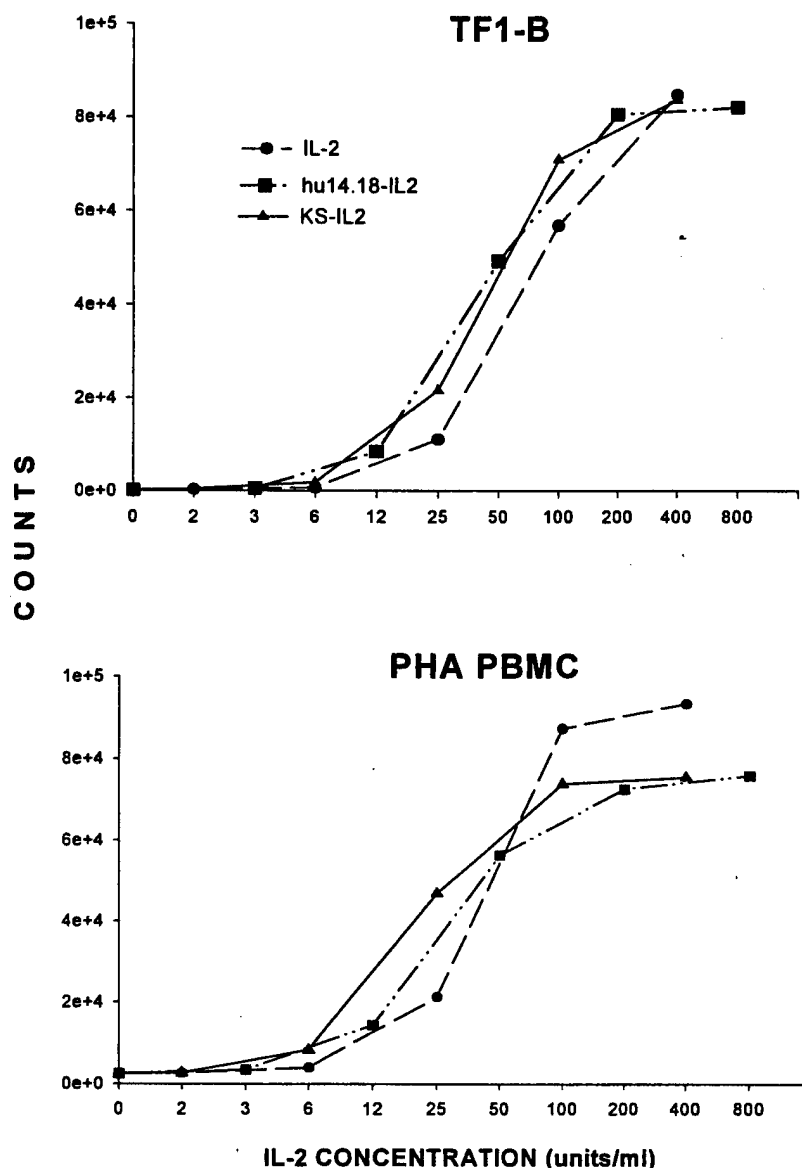 TF1-B
1e+5
8e+4
6e+4
4e+4
2e+4
0e+0
IL-2
hu14.18-IL2
KS-IL2
0 2 3 6 12 25 50 100 200 400 800
COUNTS
PHA PBMC
1e+5
8e+4
6e+4
4e+4
2e+4
0e+0
0 2 3 6 12 25 50 100 200 400 800
IL-2 CONCENTRATION (units/ml)